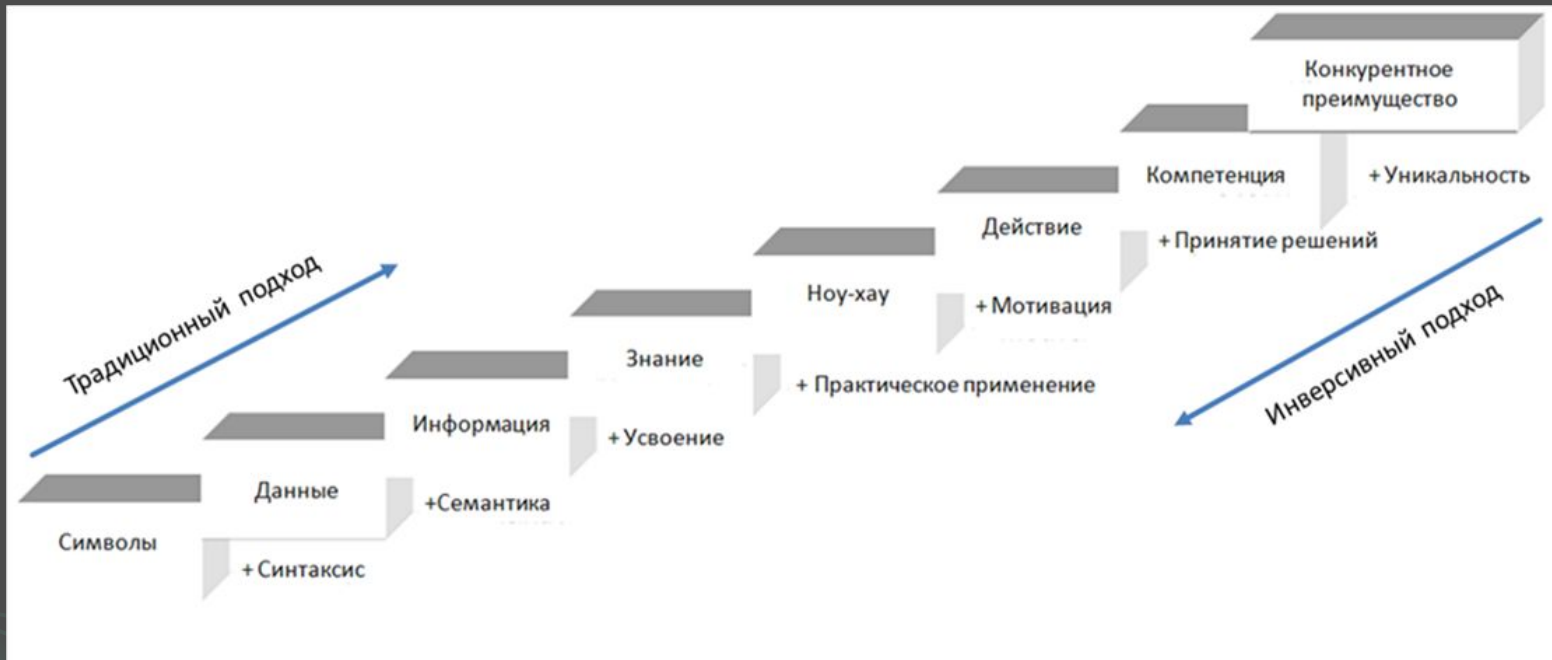 Конкурентное
преимущество
Компетенция
+ Уникальность
Действие
+ Принятие решений
Ноу-хау
+ Мотивация
Знание
+ Практическое применение
Информация
+ Усвоение
Данные
+Семантика
Символы
+ Синтаксис
Традиционный подход
Инверсивный подход